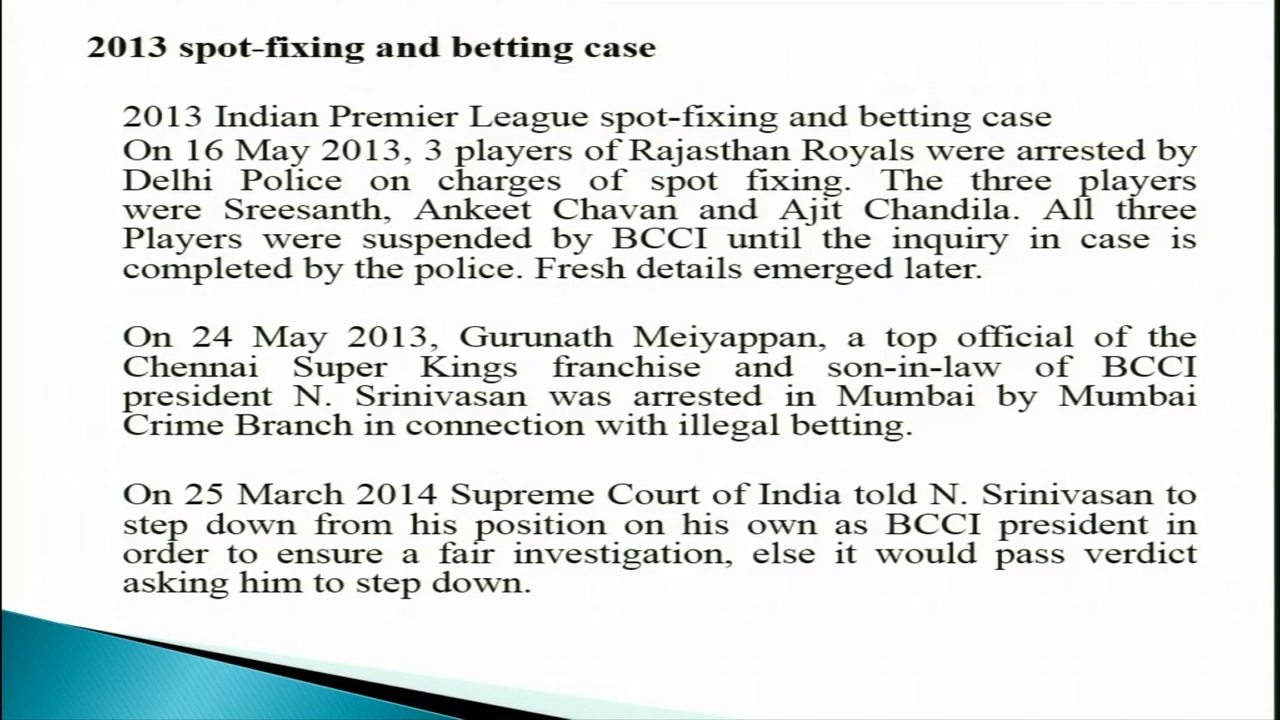 2013 spot-fixing and betting case
2013 Indian Premier League spot-fixing and betting case
On 16 May 2013, 3 players of Rajasthan Royals were arrested by
Delhi Police on charges of spot fixing. The three players
were Sreesanth, Ankeet Chavan and Ajit Chandila. All three
Players were suspended by BCCI until the inquiry in case is
completed by the police. Fresh details emerged later.
On 24 May 2013, Gurunath Meiyappan, a top official of the
Chennai Super Kings franchise and son-in-law of BCCI
president N. Srinivasan was arrested in Mumbai by Mumbai
Crime Branch in connection with illegal betting.
On 25 March 2014 Supreme Court of India told N. Srinivasan to
step down from his position on his own as BCCI president in
order to ensure a fair investigation, else it would pass verdict
asking him to step down.